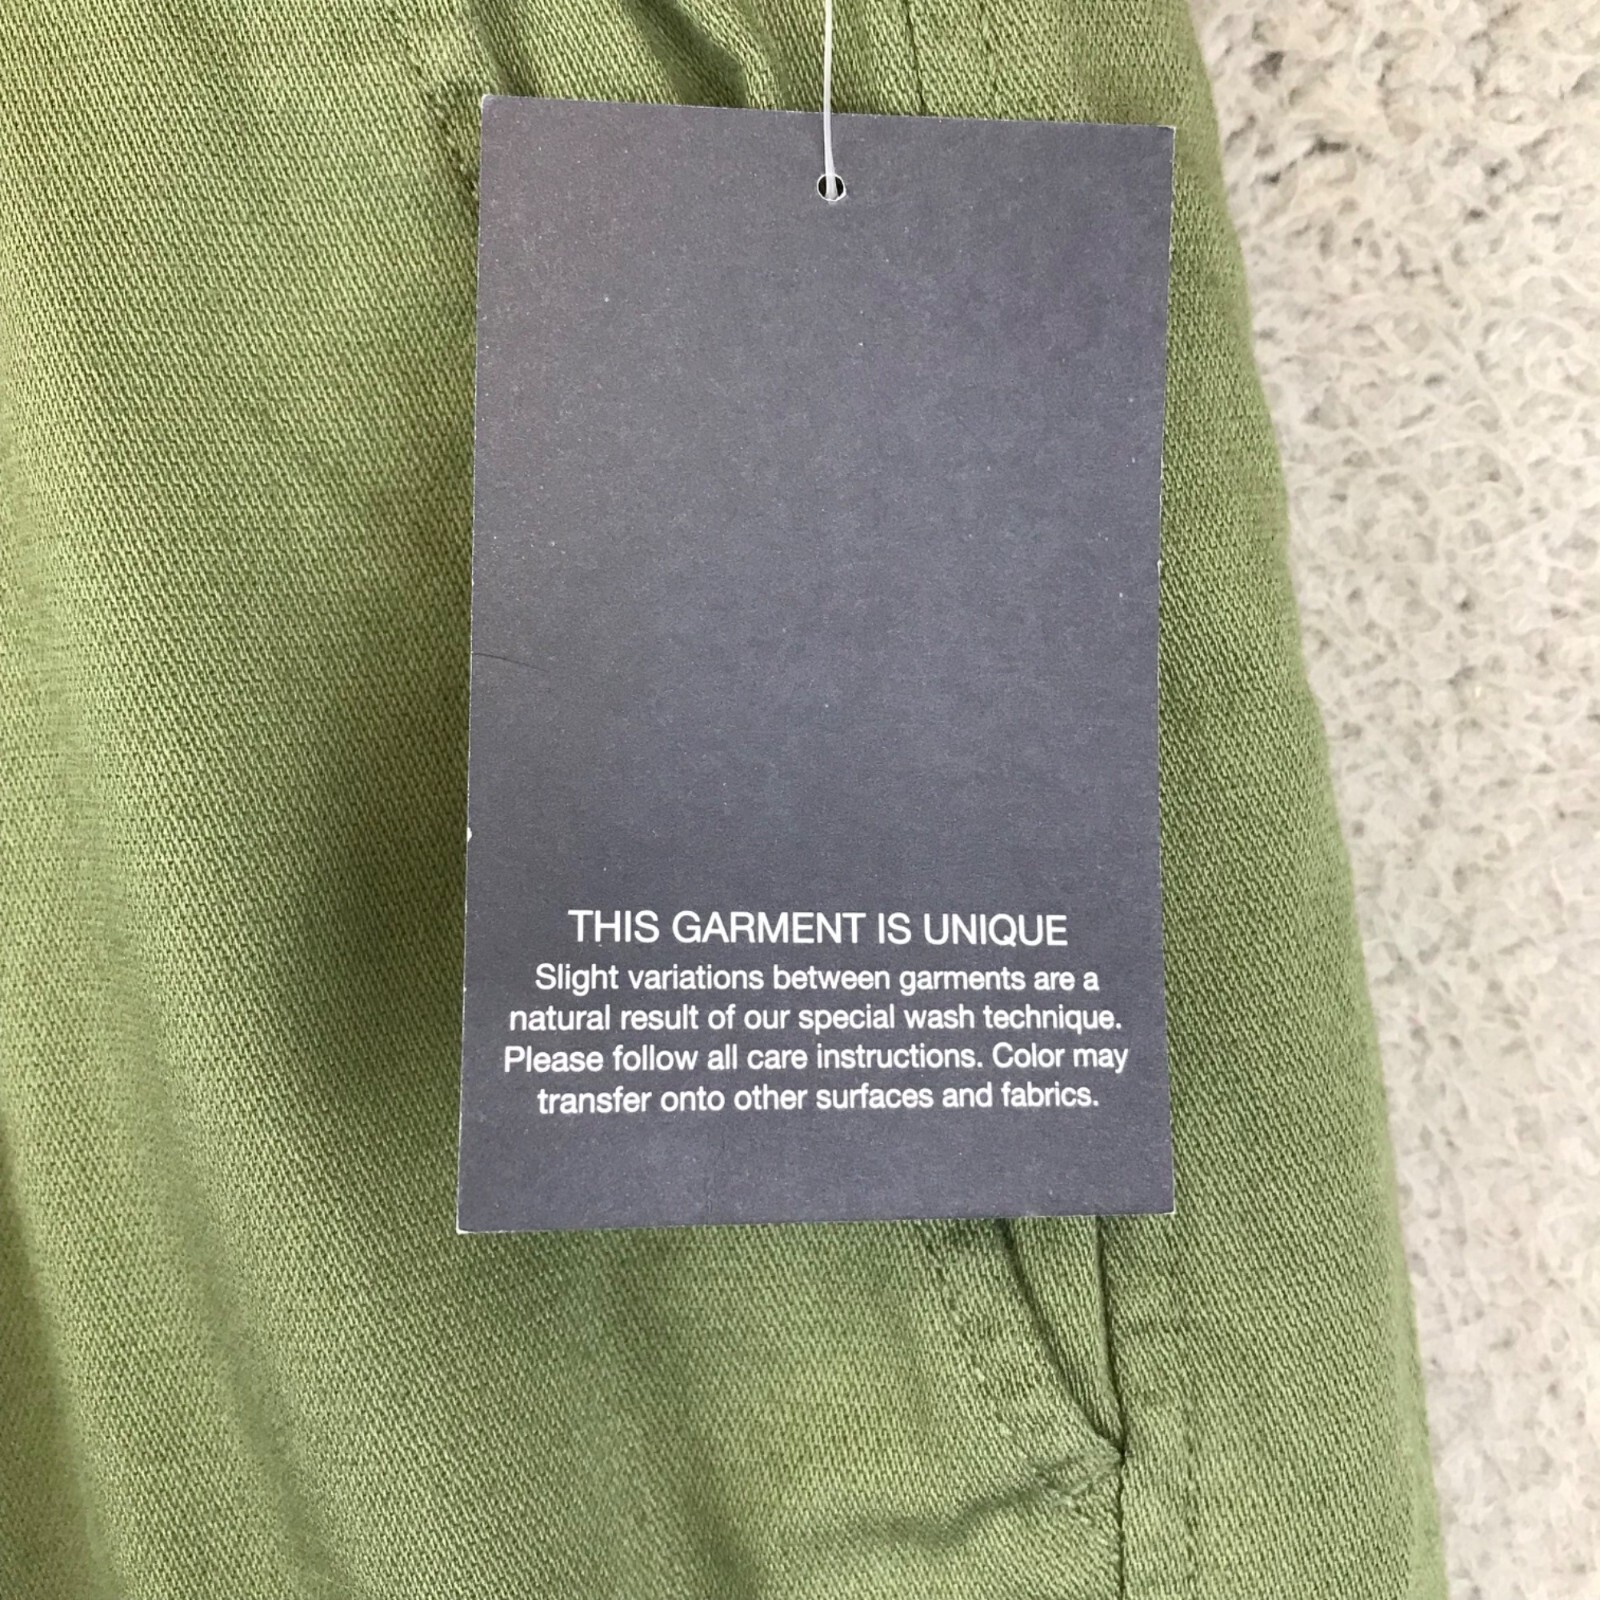 THIS GARMENT IS UNIQUE
Slight variations between garments are a
natural result of our special wash technique.
Please follow all care instructions. Color may
transfer onto other surfaces and fabrics.